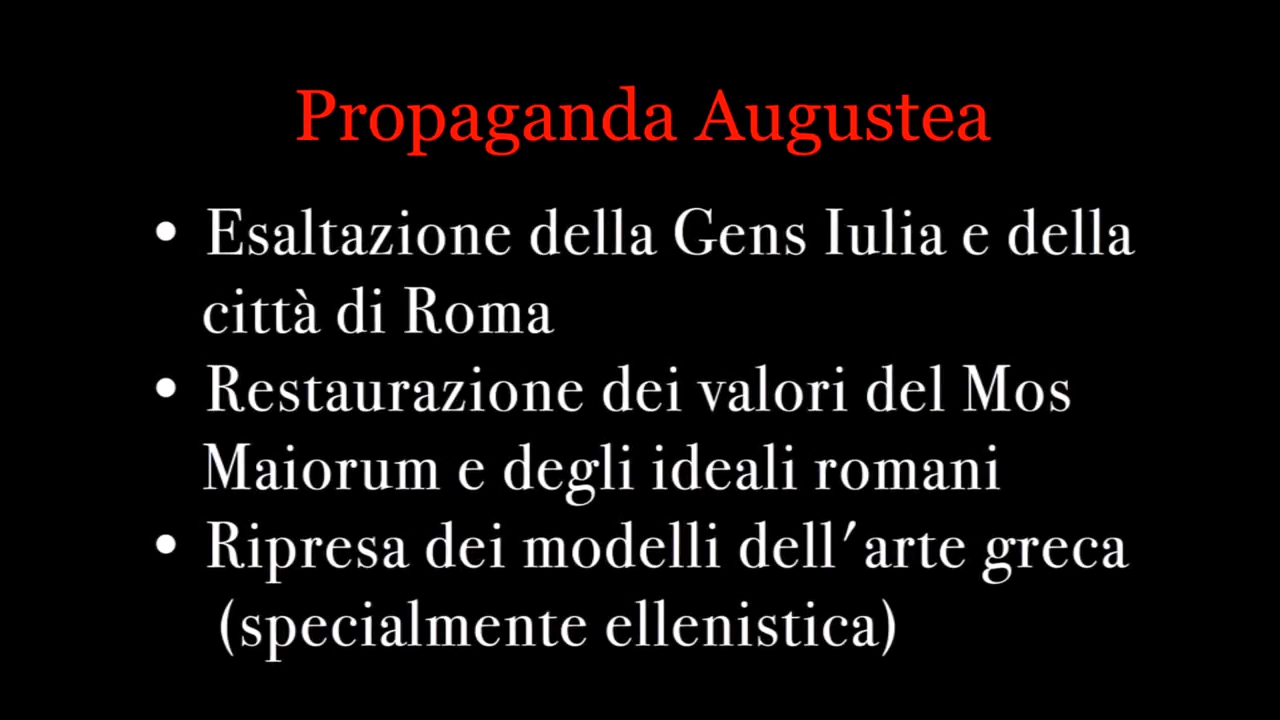 Propaganda Augustea
• Esaltazione della Gens Iulia e della
città di Roma
• Restaurazione dei valori del Mos
Maiorum e degli ideali romani
• Ripresa dei modelli dell'arte greca
(specialmente ellenistica)